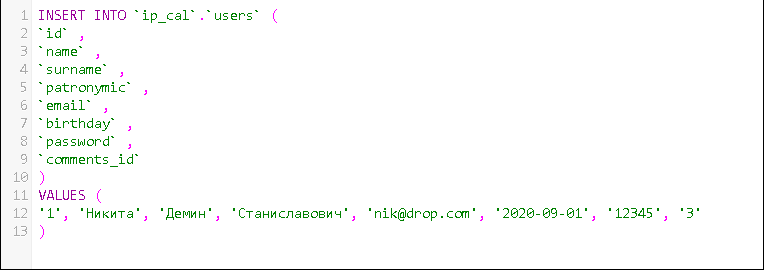 1 INSERT INTO `ip_cal`.`users` (
2 `id` ,
3 `name` ,
4 `surname` ,
5 `patronymic` ,
6 `email` ,
7 `birthday` ,
8 `password` ,
9 `comments_id`
10 )
11 VALUES (
12 '1', 'Никита', 'Демин', 'Станиславович', 'nik@drop.com', '2020-09-01', '12345', '3'
13 )